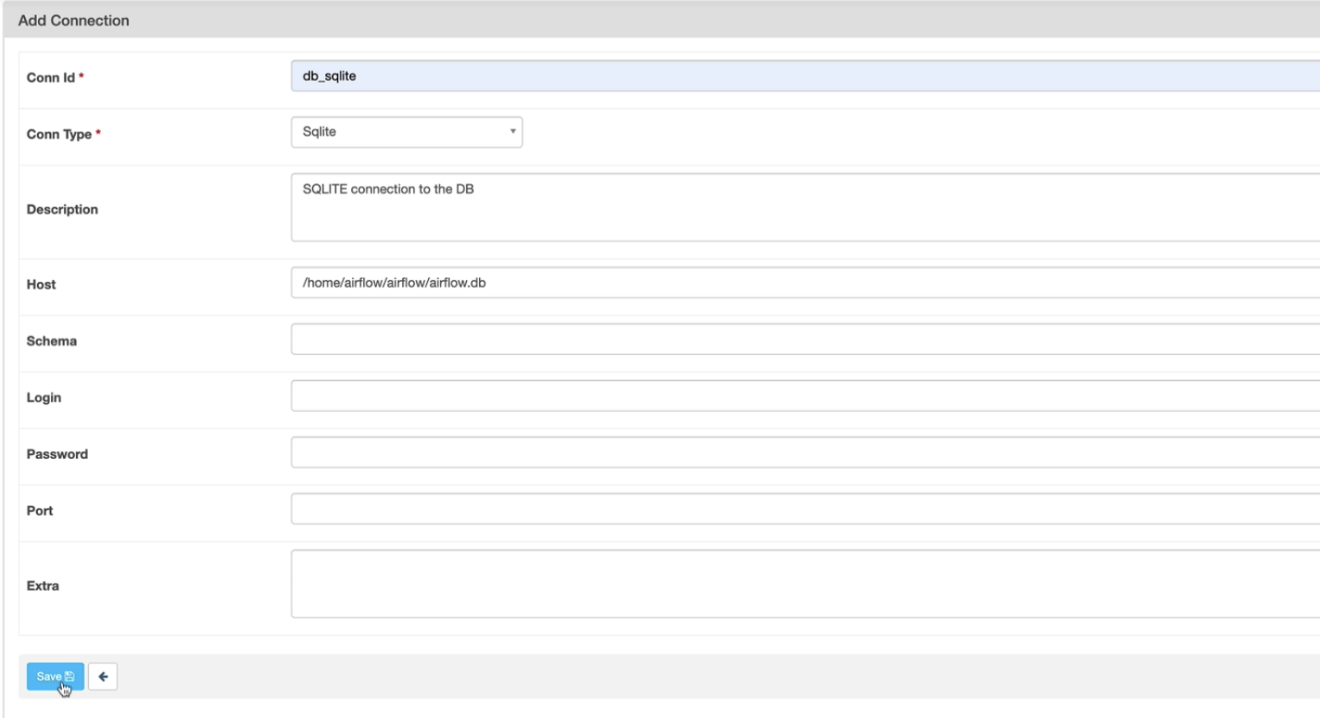 Add Connection
Conn Id * db_sqlite
Conn Type * Sqlite
Description SQLITE connection to the DB
Host /home/airflow/airflow/airflow.db
Schema
Login
Password
Port
Extra
Save